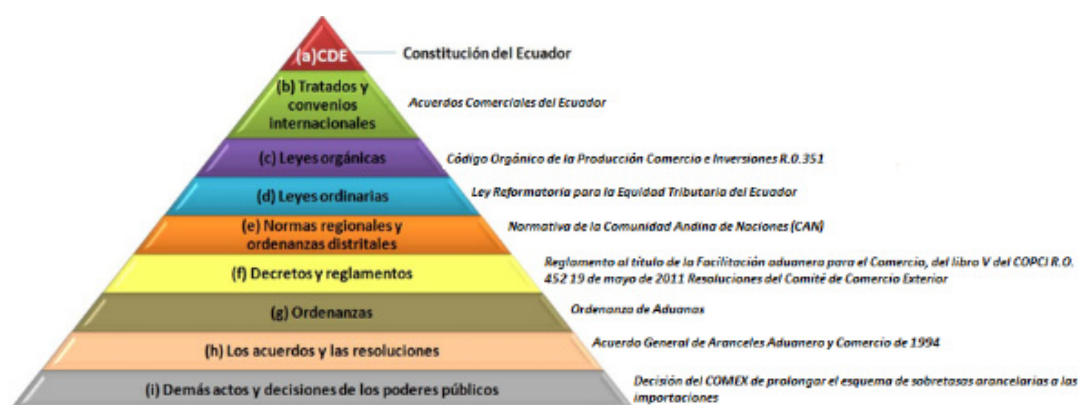 (a)CDE
Constitución del Ecuador
(b) Tratados y
convenios
internacionales
Acuerdos Comerciales del Ecuador
(c) Leyes orgánicas
Código Orgánico de la Producción Comercio e Inversiones R.O.351
(d) Leyes ordinarias
Ley Reformatoria para la Equidad Tributaria del Ecuador
(e) Normas regionales y
ordenanzas distritales
Normativa de la Comunidad Andina de Naciones (CAN)
(f) Decretos y reglamentos
Reglamento al título de la Facilitación aduanera para el Comercio, del libro V del COPCI R.O.
452 19 de mayo de 2011 Resoluciones del Comité de Comercio Exterior
(g) Ordenanzas
Ordenanza de Aduanas
(h) Los acuerdos y las resoluciones
Acuerdo General de Aranceles Aduanero y Comercio de 1994
(i) Demás actos y decisiones de los poderes públicos
Decisión del COMEX de prolongar el esquema de sobretasas arancelarias a las
importaciones